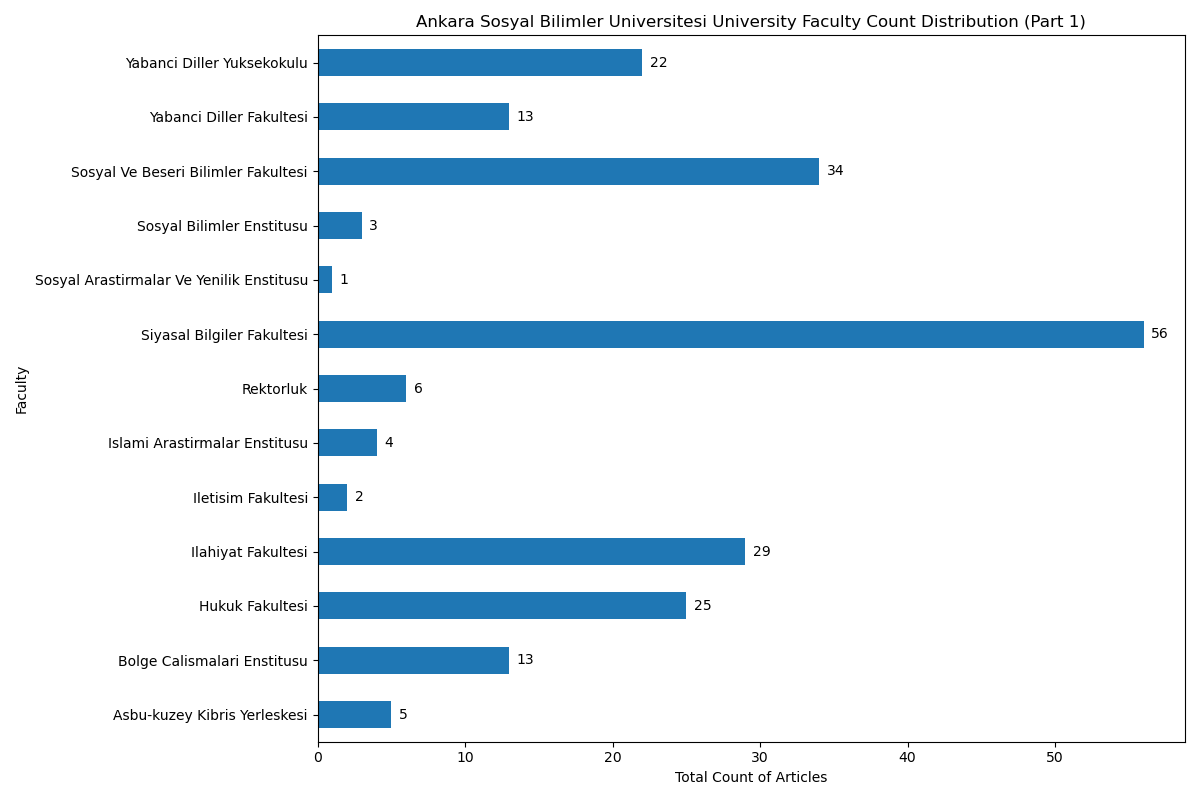 Ankara Sosyal Bilimler Universitesi University Faculty Count Distribution (Part 1)
Yabanci Diller Yuksekokulu 22
Yabanci Diller Fakultesi 13
Sosyal Ve Beseri Bilimler Fakultesi 34
Sosyal Bilimler Enstitusu 3
Sosyal Arastirmalar Ve Yenilik Enstitusu 1
Siyasal Bilgiler Fakultesi 56
Rektorluk 6
Islami Arastirmalar Enstitusu 4
Iletisim Fakultesi 2
Ilahiyat Fakultesi 29
Hukuk Fakultesi 25
Bolge Calismalari Enstitusu 13
Asbu-kuzey Kibris Yerleskesi 5
Faculty
0 10 20 30 40 50
Total Count of Articles